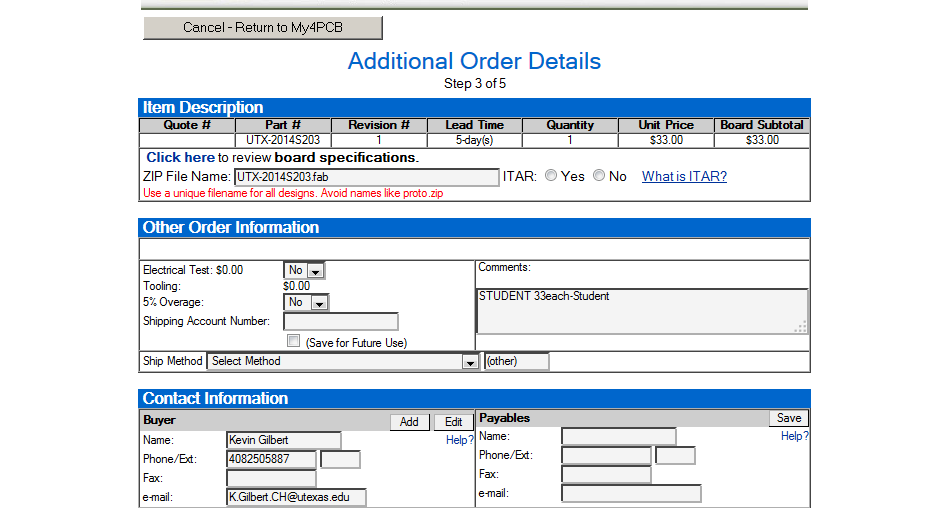 Cancel - Return to My4PCB
Additional Order Details
Step 3 of 5
Item Description
Quote # Part # Revision # Lead Time Quantity Unit Price Board Subtotal
UTX-2014S203 1 5-day(s) 1 $33.00 $33.00
Click here to review board specifications.
ZIP File Name: UTX-2014S203.fab ITAR: Yes No What is ITAR?
Use a unique filename for all designs. Avoid names like proto.zip
Other Order Information
Electrical Test: $0.00 No Comments:
Tooling: $0.00
5% Overage: No STUDENT 33each-Student
Shipping Account Number:
(Save for Future Use)
Ship Method Select Method (other)
Contact Information
Buyer Add Edit Payables Save
Name: Kevin Gilbert Help? Name: Help?
Phone/Ext: 4082505887 Phone/Ext:
Fax: Fax:
e-mail: K.Gilbert.CH@utexas.edu e-mail: